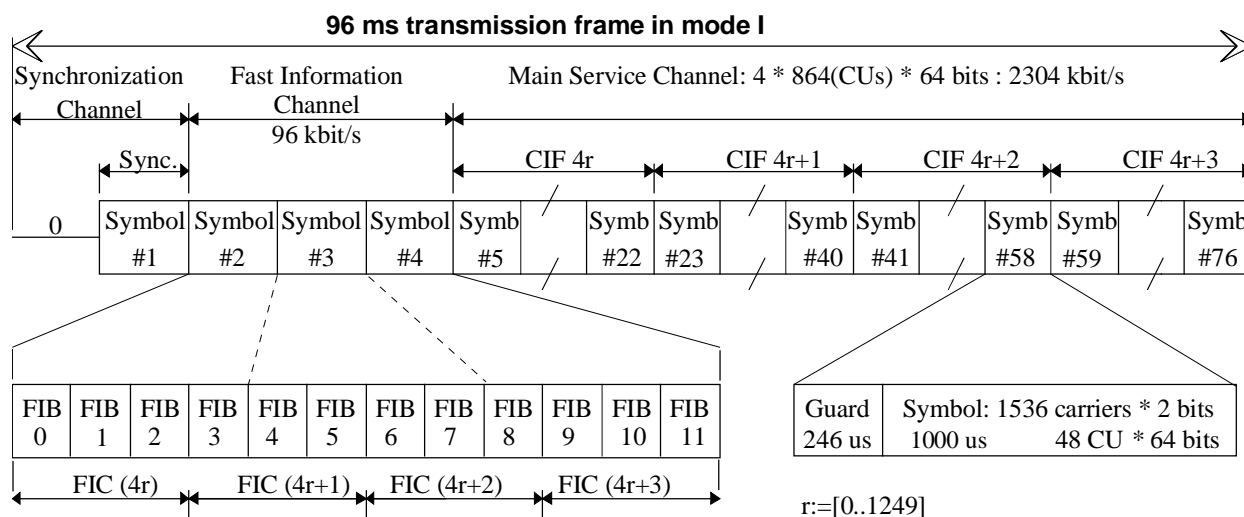 96 ms transmission frame in mode I
Synchronization
Channel
Fast Information
Channel
96 kbit/s
Main Service Channel: 4 * 864(CUs) * 64 bits : 2304 kbit/s
Sync.
CIF 4r
CIF 4r+1
CIF 4r+2
CIF 4r+3
0
Symbol
#1
Symbol
#2
Symbol
#3
Symbol
#4
Symb
#5
Symb
#22
Symb
#23
Symb
#40
Symb
#41
Symb
#58
Symb
#59
Symb
#76
FIB
0
FIB
1
FIB
2
FIB
3
FIB
4
FIB
5
FIB
6
FIB
7
FIB
8
FIB
9
FIB
10
FIB
11
FIC (4r)
FIC (4r+1)
FIC (4r+2)
FIC (4r+3)
Guard
246 us
Symbol: 1536 carriers * 2 bits
1000 us
48 CU * 64 bits
r:=[0..1249]